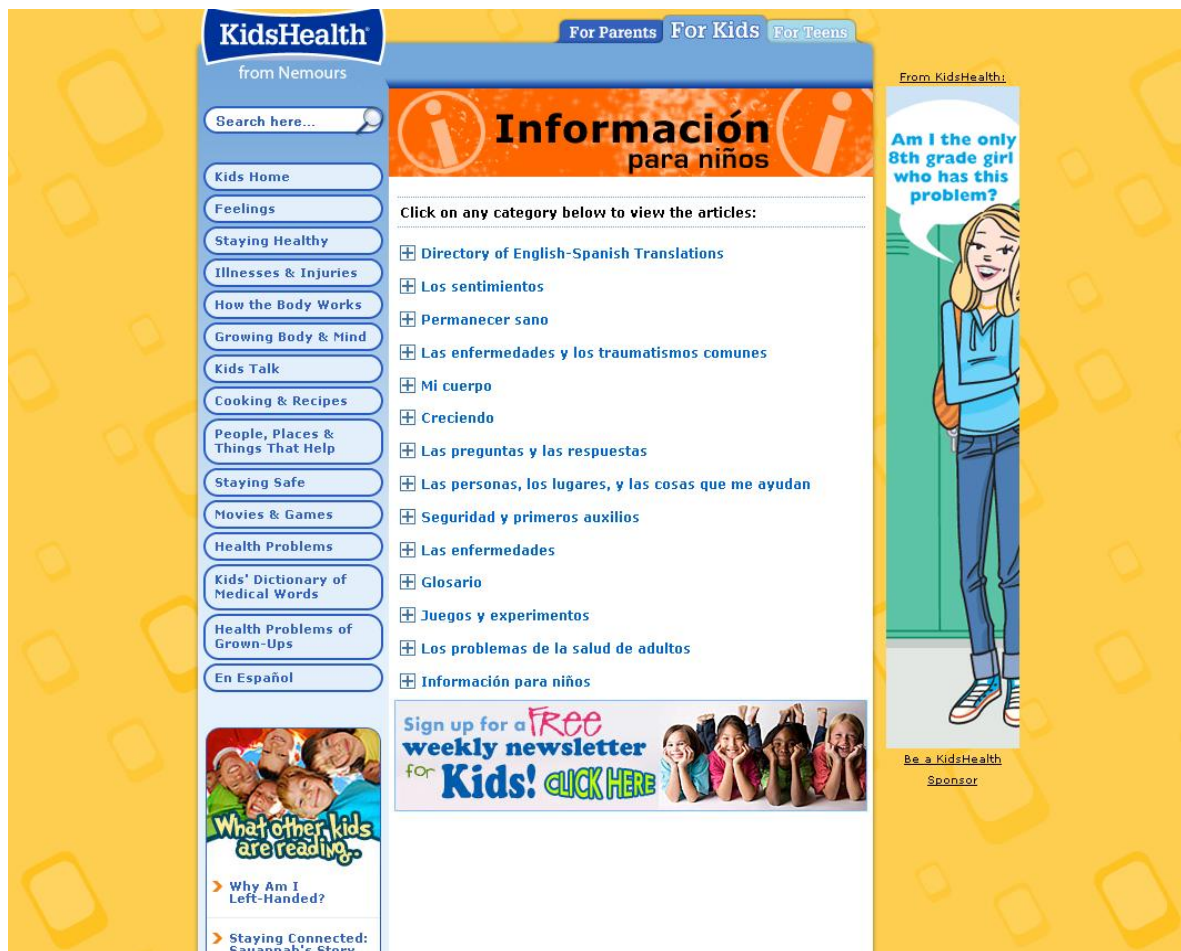 KidsHealth
from Nemours
For Parents
For Kids
For Teens
Search here...
Kids Home
Feelings
Staying Healthy
Illnesses & Injuries
How the Body Works
Growing Body & Mind
Kids Talk
Cooking & Recipes
People, Places &
Things That Help
Staying Safe
Movies & Games
Health Problems
Kids' Dictionary of
Medical Words
Health Problems of
Grown-Ups
En Español
What other kids
are reading...
Why Am I
Left-Handed?
Staying Connected:
Savannah's Story
Información
para niños
Click on any category below to view the articles:
Directory of English-Spanish Translations
Los sentimientos
Permanecer sano
Las enfermedades y los traumatismos comunes
Mi cuerpo
Creciendo
Las preguntas y las respuestas
Las personas, los lugares, y las cosas que me ayudan
Seguridad y primeros auxilios
Las enfermedades
Glosario
Juegos y experimentos
Los problemas de la salud de adultos
Información para niños
Sign up for a FREE
weekly newsletter
for Kids! CLICK HERE
From KidsHealth:
Am I the only
8th grade girl
who has this
problem?
Be a KidsHealth
Sponsor